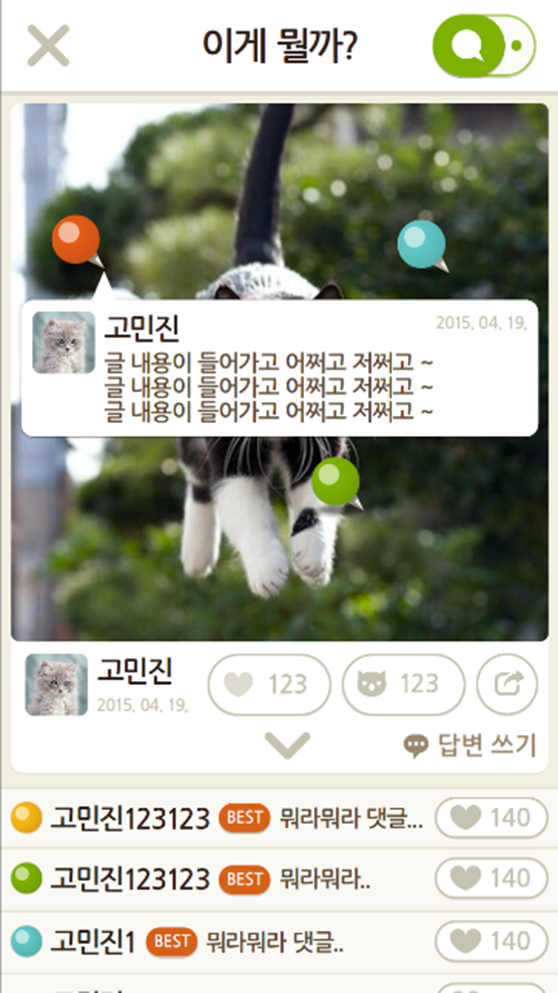 이게 뭘까?
고민진
2015. 04. 19.
글 내용이 들어가고 어쩌고 저쩌고 ~
글 내용이 들어가고 어쩌고 저쩌고 ~
글 내용이 들어가고 어쩌고 저쩌고 ~
고민진
123
123
2015. 04. 19.
답변 쓰기
고민진123123 BEST 뭐라뭐라 댓글... 140
고민진123123 BEST 뭐라뭐라.. 140
고민진1 BEST 뭐라뭐라 댓글.. 140